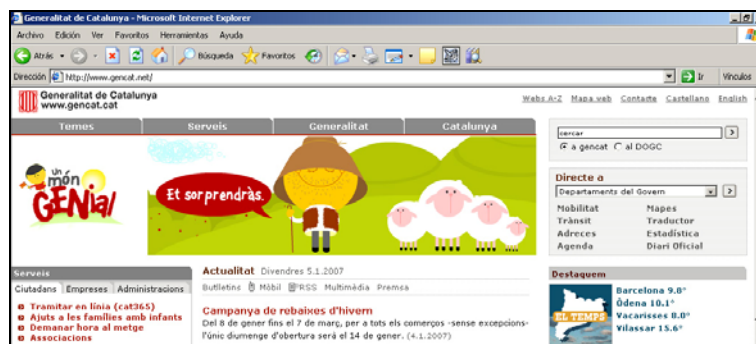 Generalitat de Catalunya - Microsoft Internet Explorer
Archivo Edición Ver Favoritos Herramientas Ayuda
Atrás Búsqueda Favoritos
Dirección http://www.gencat.net/ Ir Vínculos
Generalitat de Catalunya
www.gencat.cat
Webs A-Z Mapa web Contacte Castellano English
Temes Serveis Generalitat Catalunya
cercar
a gencat al DOGC
un món GENial
Et sorprendràs.
Directe a
Departaments del Govern
Mobilitat Mapes
Trànsit Traductor
Adreces Estadística
Agenda Diari Oficial
Serveis
Ciutadans Empreses Administracions
Tramitar en línia (cat365)
Ajuts a les famílies amb infants
Demanar hora al metge
Associacions
Actualitat Divendres 5.1.2007
Butlletins Mòbil RSS Multimèdia Premsa
Campanya de rebaixes d'hivern
Del 8 de gener fins el 7 de març, per a tots els comerços -sense excepcions-
l'únic diumenge d'obertura serà el 14 de gener. (4.1.2007)
Destaquem
EL TEMPS
Barcelona 9.8°
Òdena 10.1°
Vacarisses 8.0°
Vilassar 15.6°